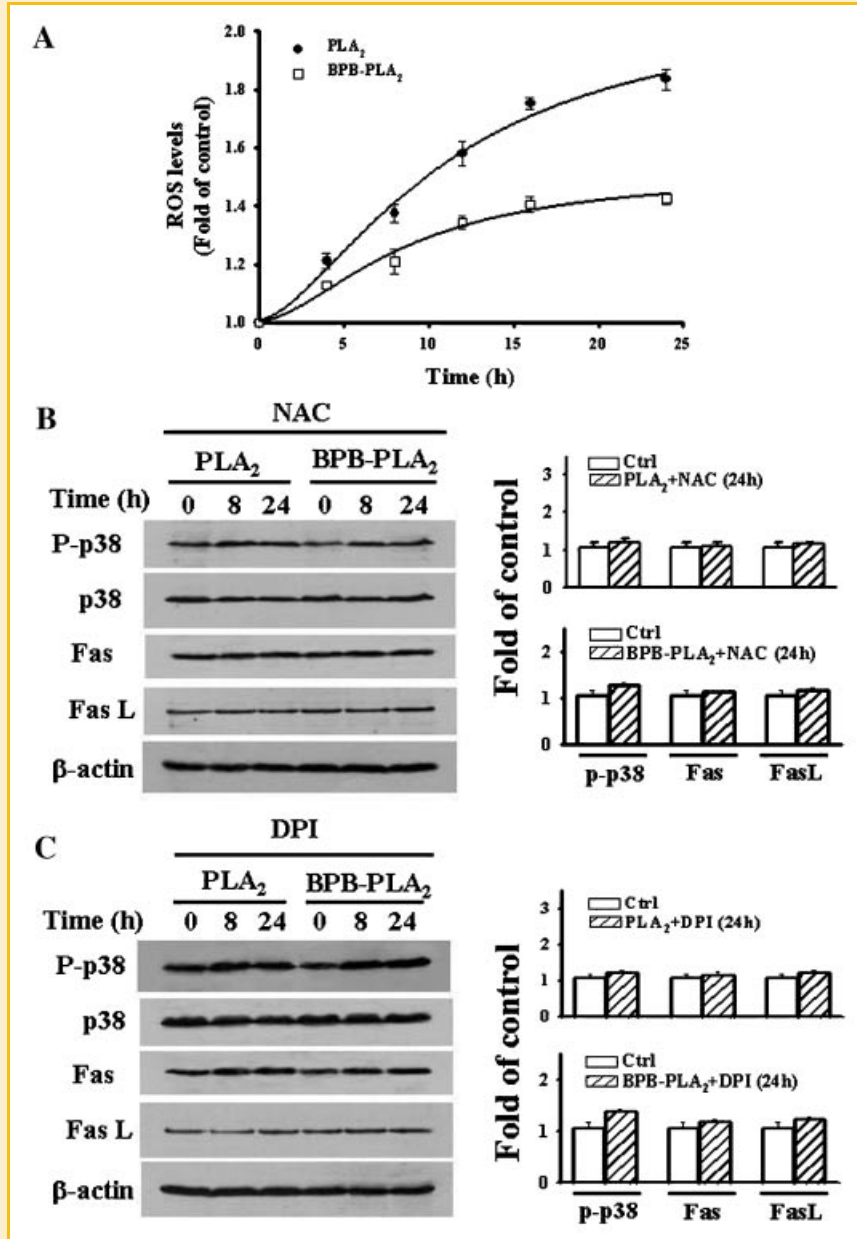 A
PLA₂
BPB-PLA₂
ROS levels
(Fold of control)
2.0
1.8
1.6
1.4
1.2
1.0
0 5 10 15 20 25
Time (h)
B
NAC
PLA₂ BPB-PLA₂
Time (h) 0 8 24 0 8 24
P-p38
p38
Fas
Fas L
β-actin
Fold of control
3
2
1
0
Ctrl
PLA₂+NAC (24h)
2
1
0
Ctrl
BPB-PLA₂+NAC (24h)
p-p38 Fas FasL
C
DPI
PLA₂ BPB-PLA₂
Time (h) 0 8 24 0 8 24
P-p38
p38
Fas
Fas L
β-actin
Fold of control
3
2
1
0
Ctrl
PLA₂+DPI (24h)
2
1
0
Ctrl
BPB-PLA₂+DPI (24h)
p-p38 Fas FasL